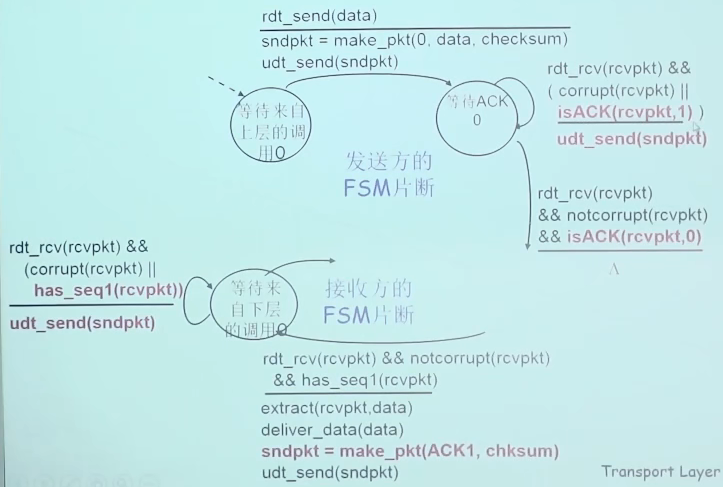 rdt_send(data)
sndpkt = make_pkt(0, data, checksum)
udt_send(sndpkt)
等待来自
上层的调
用0
等待ACK
0
rdt_rcv(rcvpkt) &&
( corrupt(rcvpkt) ||
isACK(rcvpkt,1) )
udt_send(sndpkt)
发送方的
FSM片断
rdt_rcv(rcvpkt)
&& notcorrupt(rcvpkt)
&& isACK(rcvpkt,0)
Λ
rdt_rcv(rcvpkt) &&
(corrupt(rcvpkt) ||
has_seq1(rcvpkt))
udt_send(sndpkt)
等待来
自下层
的调用0
接收方的
FSM片断
rdt_rcv(rcvpkt) && notcorrupt(rcvpkt)
&& has_seq1(rcvpkt)
extract(rcvpkt,data)
deliver_data(data)
sndpkt = make_pkt(ACK1, chksum)
udt_send(sndpkt)
Transport Layer